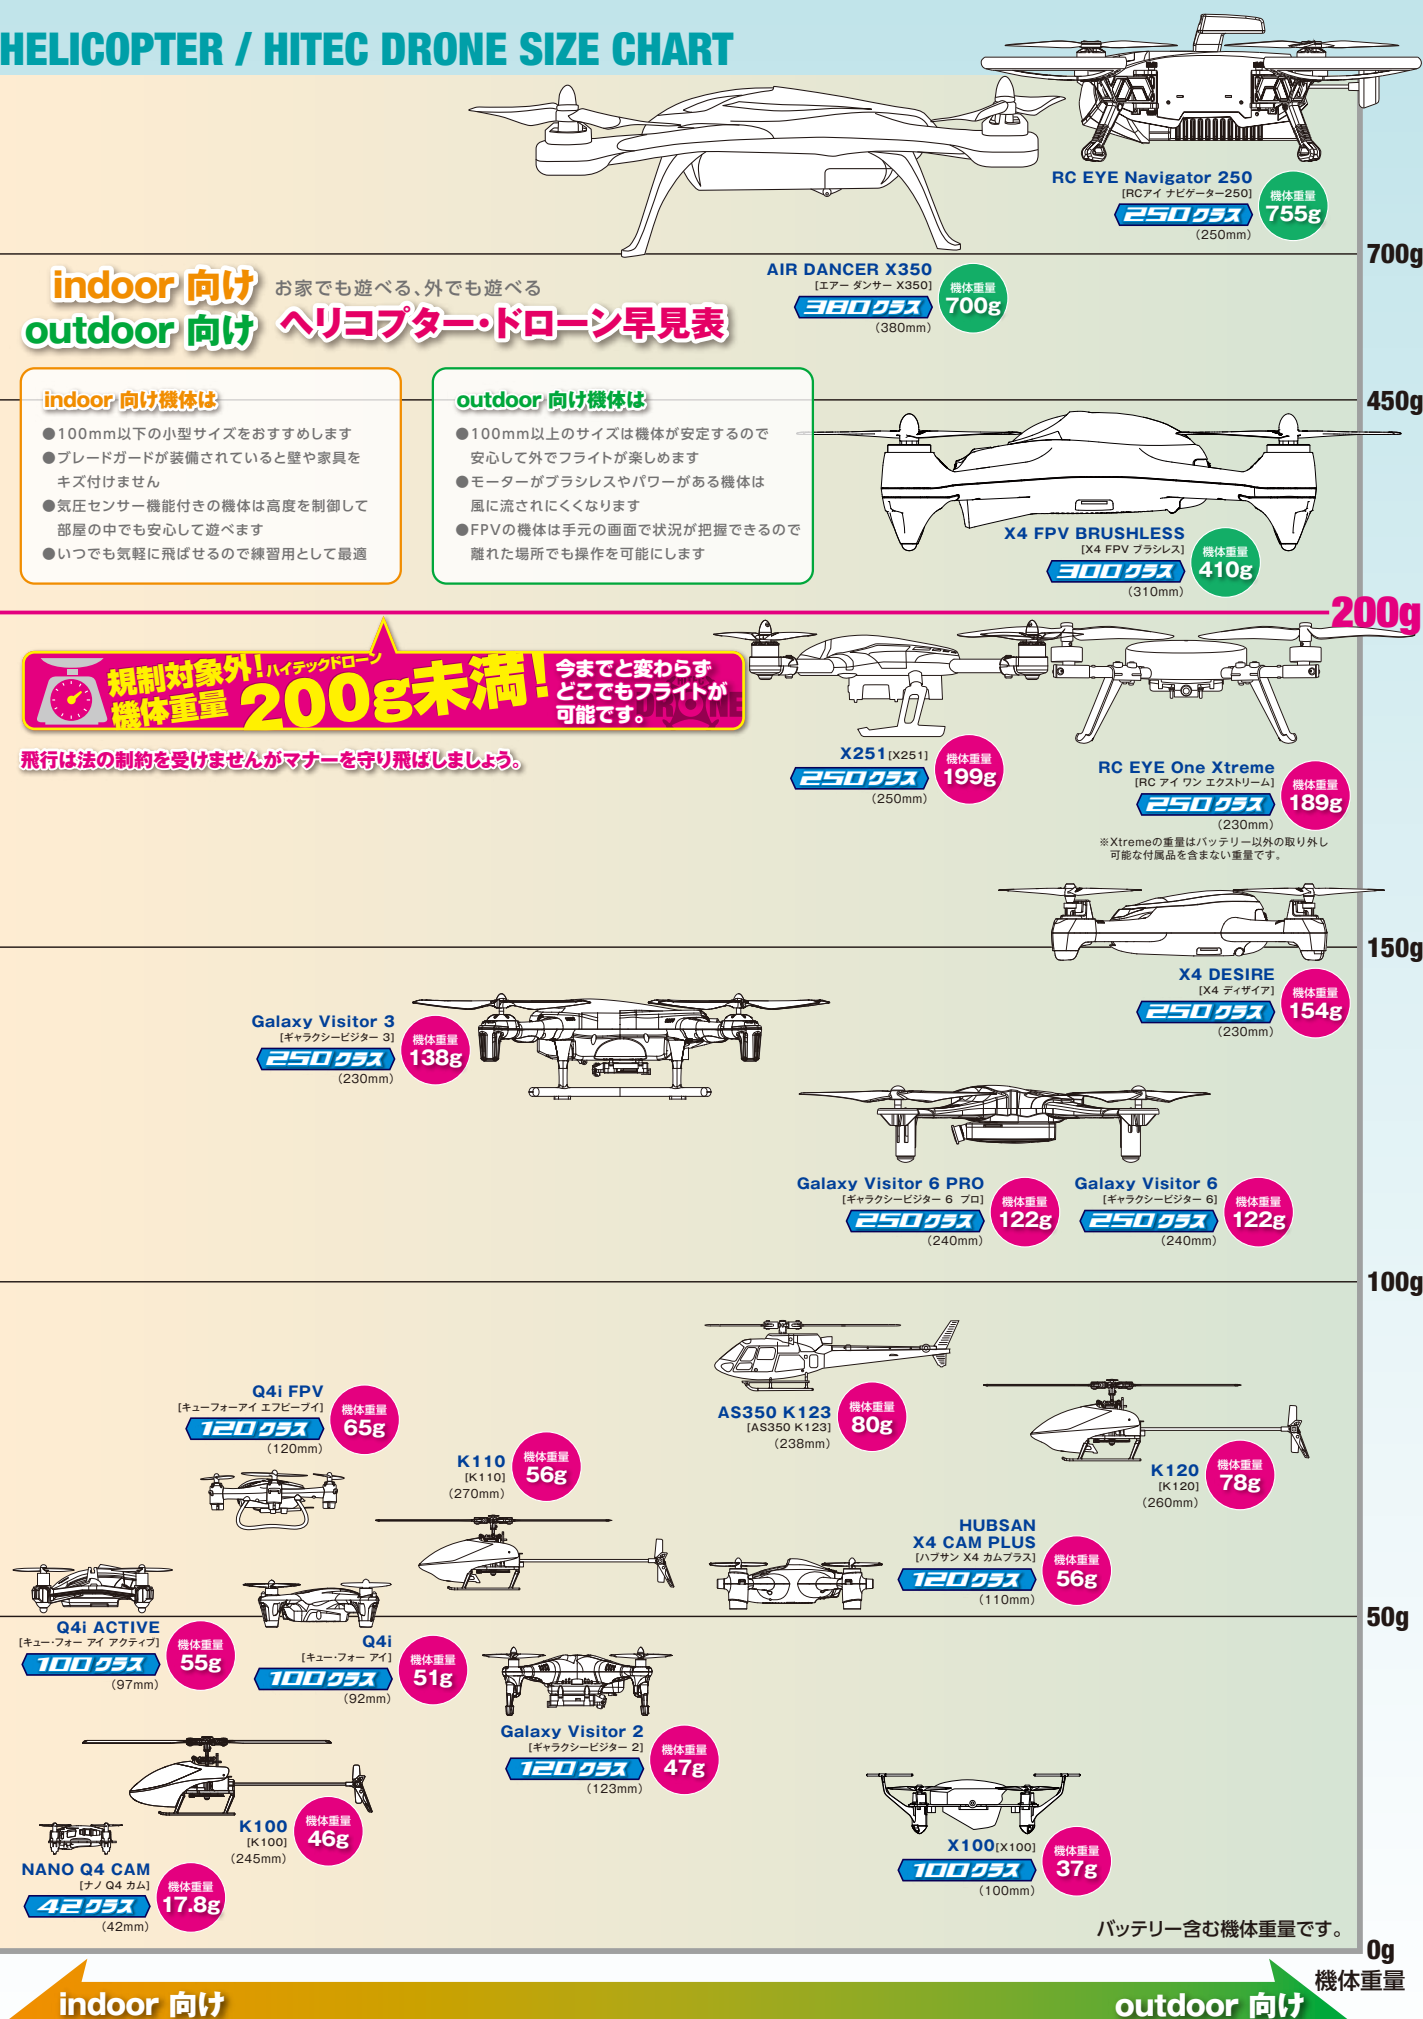 HELICOPTER / HITEC DRONE SIZE CHART
RC EYE Navigator 250
[RCアイ ナビゲーター250]
250クラス
(250mm)
機体重量
755g
700g
AIR DANCER X350
[エアー ダンサー X350]
380クラス
(380mm)
機体重量
700g
indoor 向け
outdoor 向け
お家でも遊べる、外でも遊べる
ヘリコプター・ドローン早見表
450g
indoor 向け機体は
●100mm以下の小型サイズをおすすめします
●ブレードガードが装備されていると壁や家具を
キズ付けません
●気圧センサー機能付きの機体は高度を制御して
部屋の中でも安心して遊べます
●いつでも気軽に飛ばせるので練習用として最適
outdoor 向け機体は
●100mm以上のサイズは機体が安定するので
安心して外でフライトが楽しめます
●モーターがブラシレスやパワーがある機体は
風に流されにくくなります
●FPVの機体は手元の画面で状況が把握できるので
離れた場所でも操作を可能にします
X4 FPV BRUSHLESS
[X4 FPV ブラシレス]
300クラス
(310mm)
機体重量
410g
200g
規制対象外!ハイテックドローン
機体重量 200g未満!
今までと変わらず
どこでもフライトが
可能です。
DRONE
飛行は法の制約を受けませんがマナーを守り飛ばしましょう。
X251[X251]
250クラス
(250mm)
機体重量
199g
RC EYE One Xtreme
[RC アイ ワン エクストリーム]
250クラス
(230mm)
機体重量
189g
※Xtremeの重量はバッテリー以外の取り外し
可能な付属品を含まない重量です。
150g
X4 DESIRE
[X4 ディザイア]
250クラス
(230mm)
機体重量
154g
Galaxy Visitor 3
[ギャラクシービジター 3]
250クラス
(230mm)
機体重量
138g
Galaxy Visitor 6 PRO
[ギャラクシービジター 6 プロ]
250クラス
(240mm)
機体重量
122g
Galaxy Visitor 6
[ギャラクシービジター 6]
250クラス
(240mm)
機体重量
122g
100g
Q4i FPV
[キューフォーアイ エフピーブイ]
120クラス
(120mm)
機体重量
65g
AS350 K123
[AS350 K123]
(238mm)
機体重量
80g
K110
[K110]
(270mm)
機体重量
56g
K120
[K120]
(260mm)
機体重量
78g
HUBSAN
X4 CAM PLUS
[ハブサン X4 カムプラス]
120クラス
(110mm)
機体重量
56g
50g
Q4i ACTIVE
[キュー・フォー アイ アクティブ]
100クラス
(97mm)
機体重量
55g
Q4i
[キュー・フォー アイ]
100クラス
(92mm)
機体重量
51g
Galaxy Visitor 2
[ギャラクシービジター 2]
120クラス
(123mm)
機体重量
47g
K100
[K100]
(245mm)
機体重量
46g
X100[X100]
100クラス
(100mm)
機体重量
37g
NANO Q4 CAM
[ナノ Q4 カム]
42クラス
(42mm)
機体重量
17.8g
バッテリー含む機体重量です。
0g
機体重量
indoor 向け
outdoor 向け